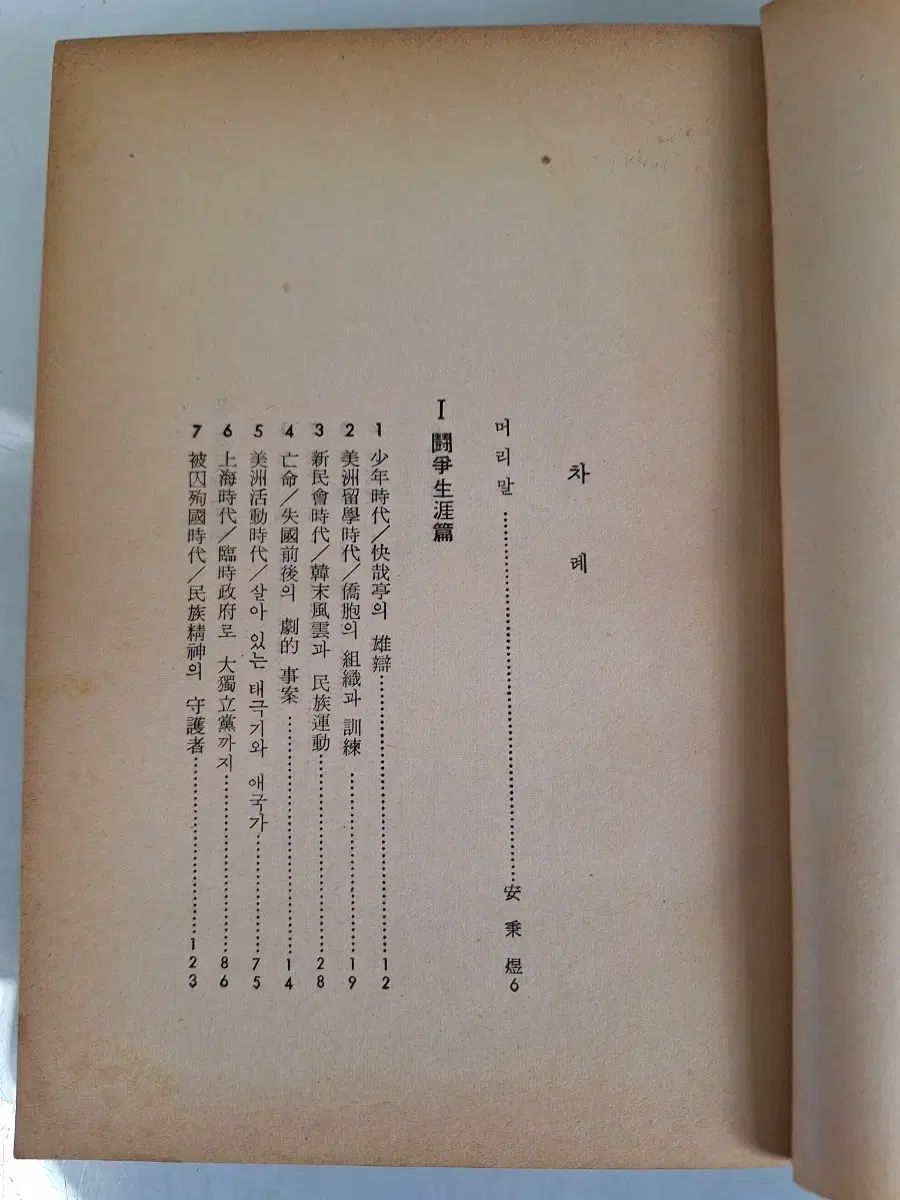 차 례
머리말 …… 安秉煜 6
I 鬪爭生涯篇
1 少年時代/快哉亭의 雄辯 …… 12
2 美洲留學時代/僑胞의 組織과 訓練 …… 19
3 新民會時代/韓末風雲과 民族運動 …… 28
4 亡命/失國前後의 劇的 事案 …… 14
5 美洲活動時代/살아 있는 태극기와 애국가 …… 75
6 上海時代/臨時政府로 大獨立黨까지 …… 86
7 被囚殉國時代/民族精神의 守護者 …… 123